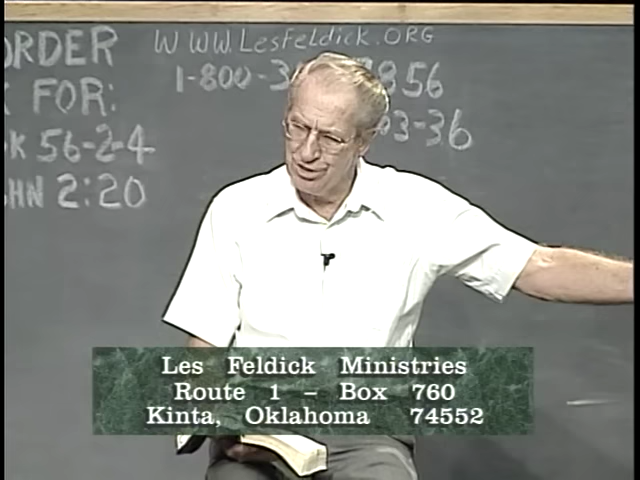 ORDER
WWW.LesFeldick.ORG
1-800-3 856
K FOR:
3-36
K 56-2-4
HN 2:20
Les Feldick Ministries
Route 1 – Box 760
Kinta, Oklahoma 74552